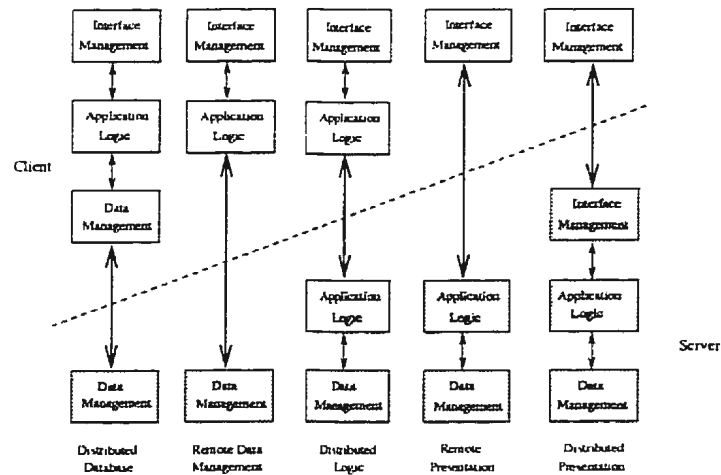 Interface
Management
Interface
Management
Interface
Management
Interface
Management
Interface
Management
Application
Logic
Application
Logic
Application
Logic
Client
Data
Management
Interface
Management
Application
Logic
Application
Logic
Application
Logic
Server
Data
Management
Data
Management
Data
Management
Data
Management
Data
Management
Distributed
Database
Remote Data
Management
Distributed
Logic
Remote
Presentation
Distributed
Presentation